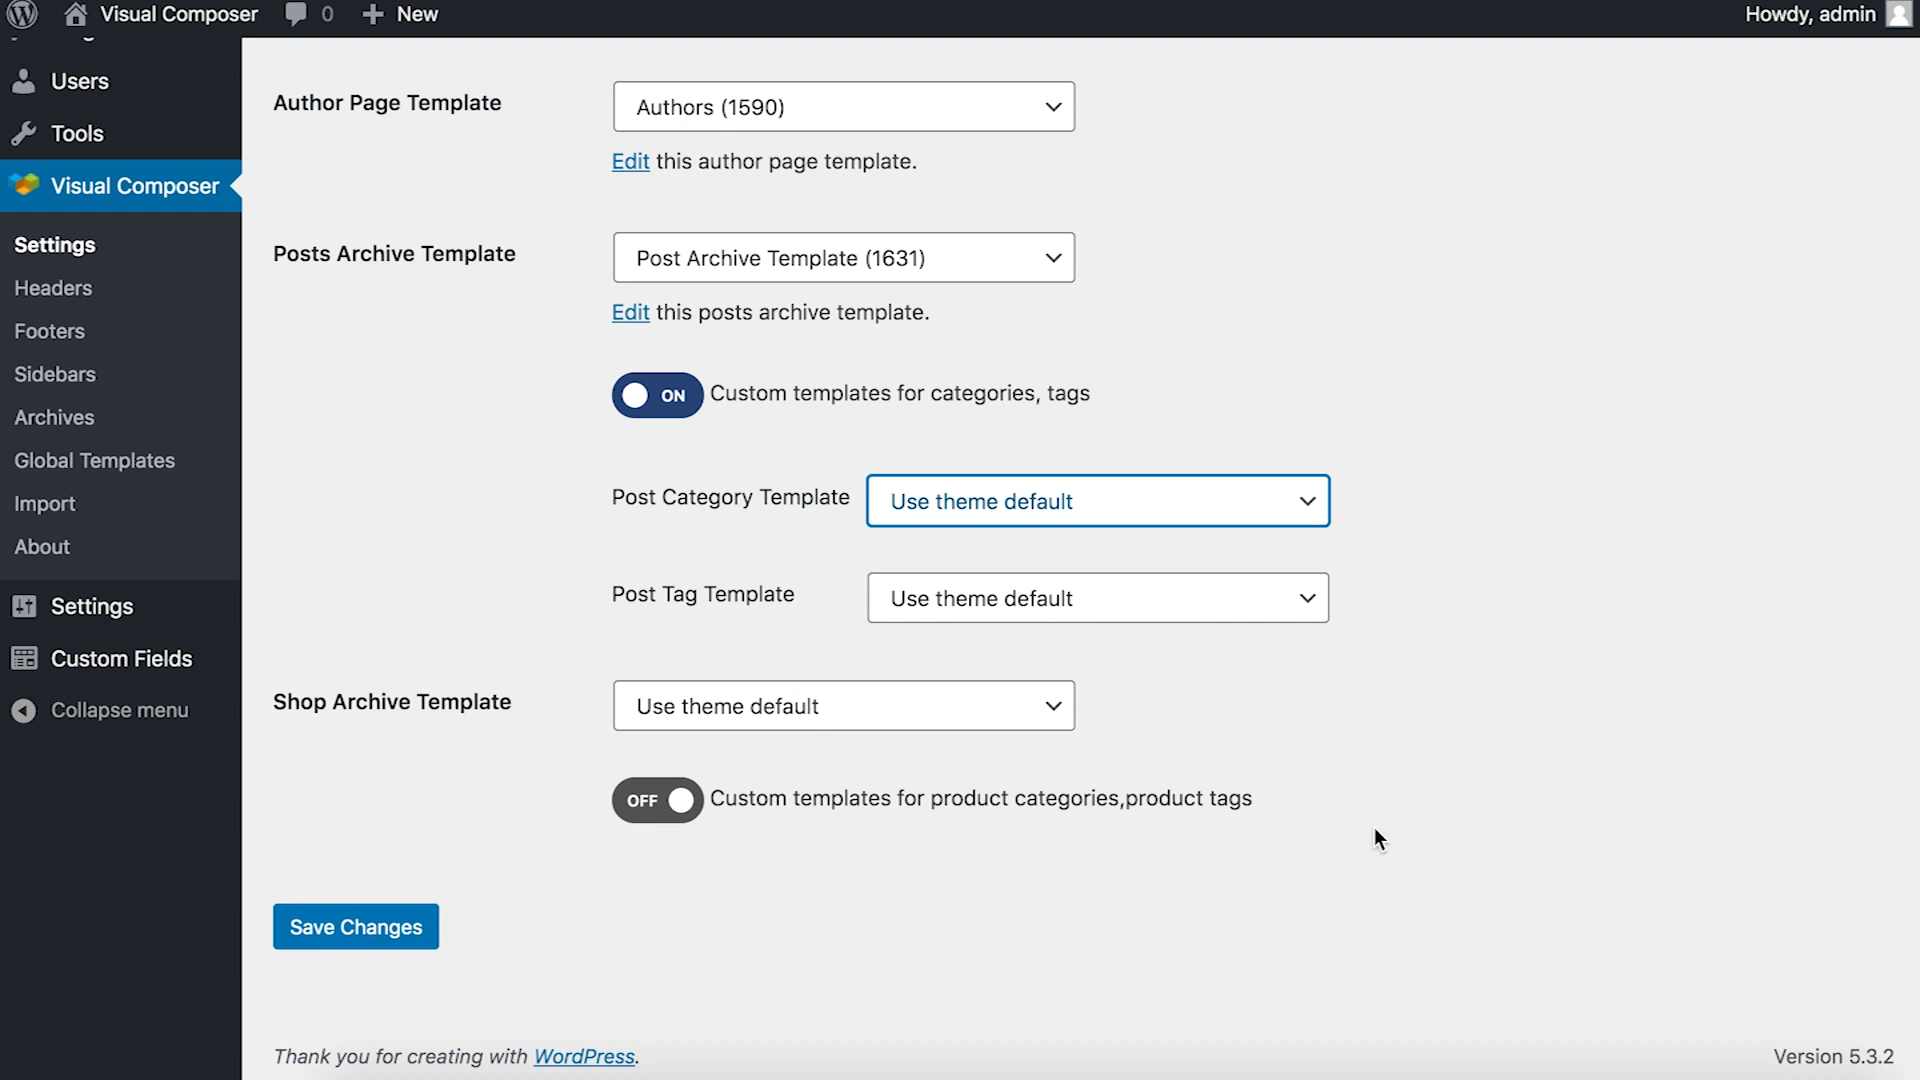 Visual Composer 0 New Howdy, admin
Users
Tools
Visual Composer
Settings
Headers
Footers
Sidebars
Archives
Global Templates
Import
About
Settings
Custom Fields
Collapse menu
Author Page Template Authors (1590)
Edit this author page template.
Posts Archive Template Post Archive Template (1631)
Edit this posts archive template.
ON Custom templates for categories, tags
Post Category Template Use theme default
Post Tag Template Use theme default
Shop Archive Template Use theme default
OFF Custom templates for product categories,product tags
Save Changes
Thank you for creating with WordPress. Version 5.3.2